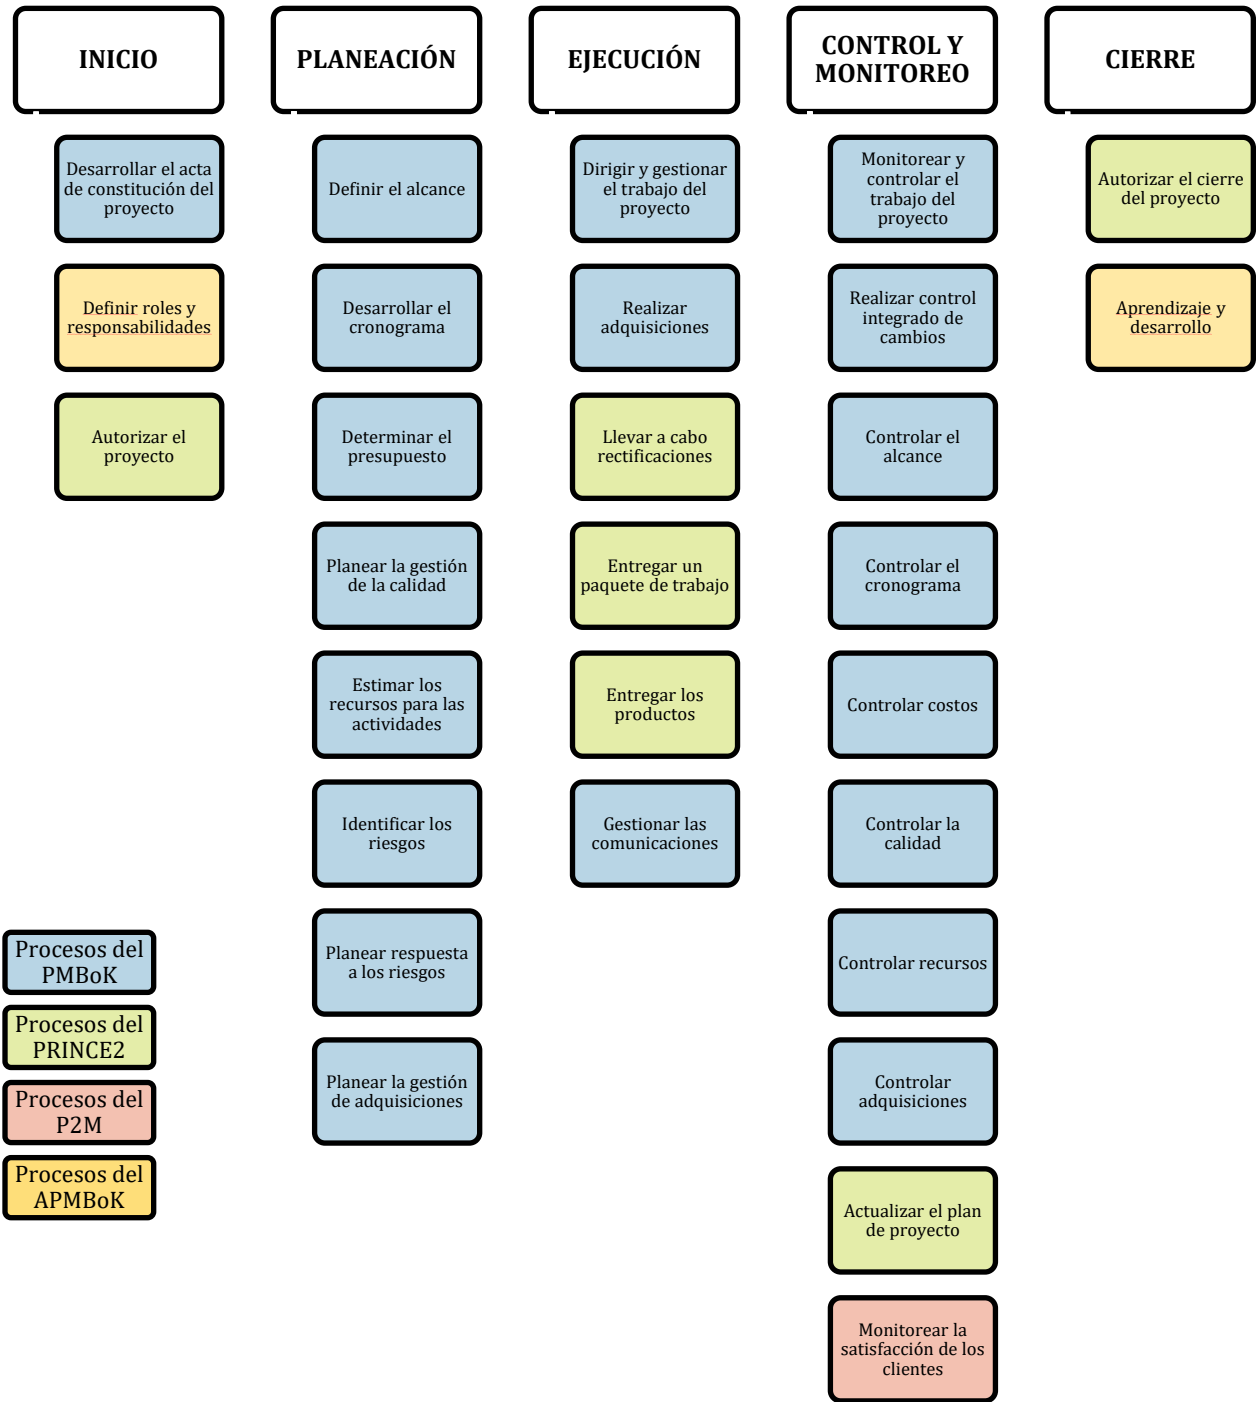 INICIO
Desarrollar el acta
de constitución del
proyecto
Definir roles y
responsabilidades
Autorizar el
proyecto
PLANEACIÓN
Definir el alcance
Desarrollar el
cronograma
Determinar el
presupuesto
Planear la gestión
de la calidad
Estimar los
recursos para las
actividades
Identificar los
riesgos
Planear respuesta
a los riesgos
Planear la gestión
de adquisiciones
EJECUCIÓN
Dirigir y gestionar
el trabajo del
proyecto
Realizar
adquisiciones
Llevar a cabo
rectificaciones
Entregar un
paquete de trabajo
Entregar los
productos
Gestionar las
comunicaciones
CONTROL Y
MONITOREO
Monitorear y
controlar el
trabajo del
proyecto
Realizar control
integrado de
cambios
Controlar el
alcance
Controlar el
cronograma
Controlar costos
Controlar la
calidad
Controlar recursos
Controlar
adquisiciones
Actualizar el plan
de proyecto
Monitorear la
satisfacción de los
clientes
CIERRE
Autorizar el cierre
del proyecto
Aprendizaje y
desarrollo
Procesos del
PMBoK
Procesos del
PRINCE2
Procesos del
P2M
Procesos del
APMBoK